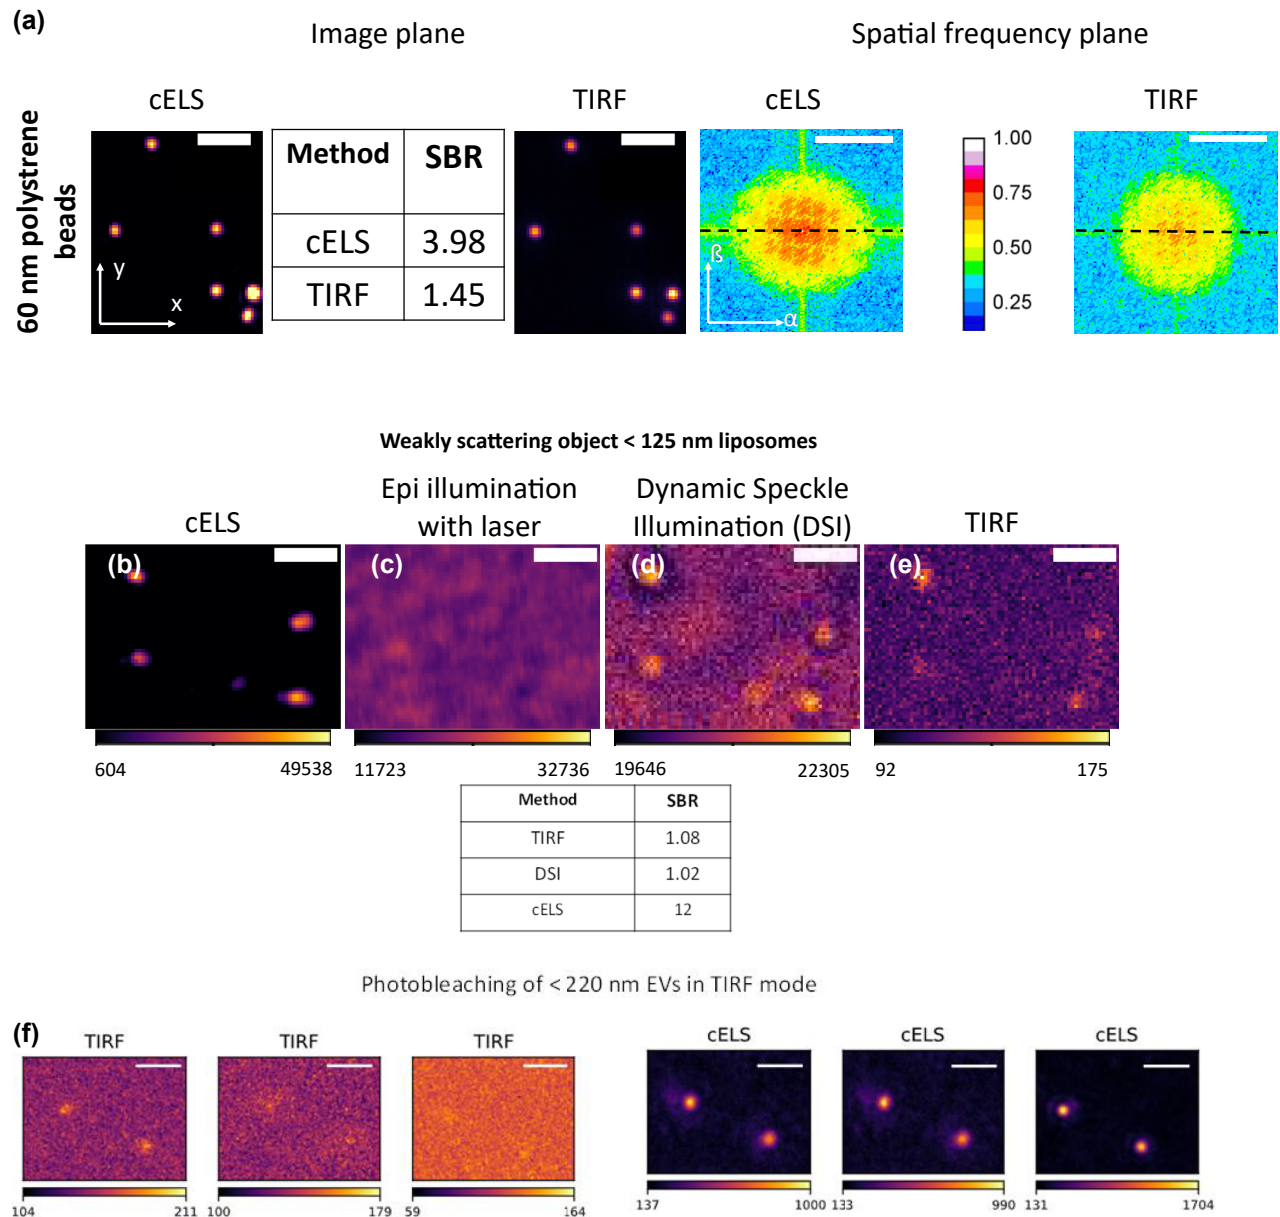 (a)
Image plane
Spatial frequency plane
cELS
TIRF
cELS
TIRF
60 nm polystrene
beads
y
x
Method SBR
cELS 3.98
TIRF 1.45
ß
α
1.00
0.75
0.50
0.25
Weakly scattering object < 125 nm liposomes
cELS
Epi illumination
with laser
Dynamic Speckle
Illumination (DSI)
TIRF
(b)
(c)
(d)
(e)
604 49538
11723 32736
19646 22305
92 175
Method SBR
TIRF 1.08
DSI 1.02
cELS 12
Photobleaching of < 220 nm EVs in TIRF mode
(f)
TIRF
TIRF
TIRF
cELS
cELS
cELS
104 211
100 179
59 164
137 1000
133 990
131 1704